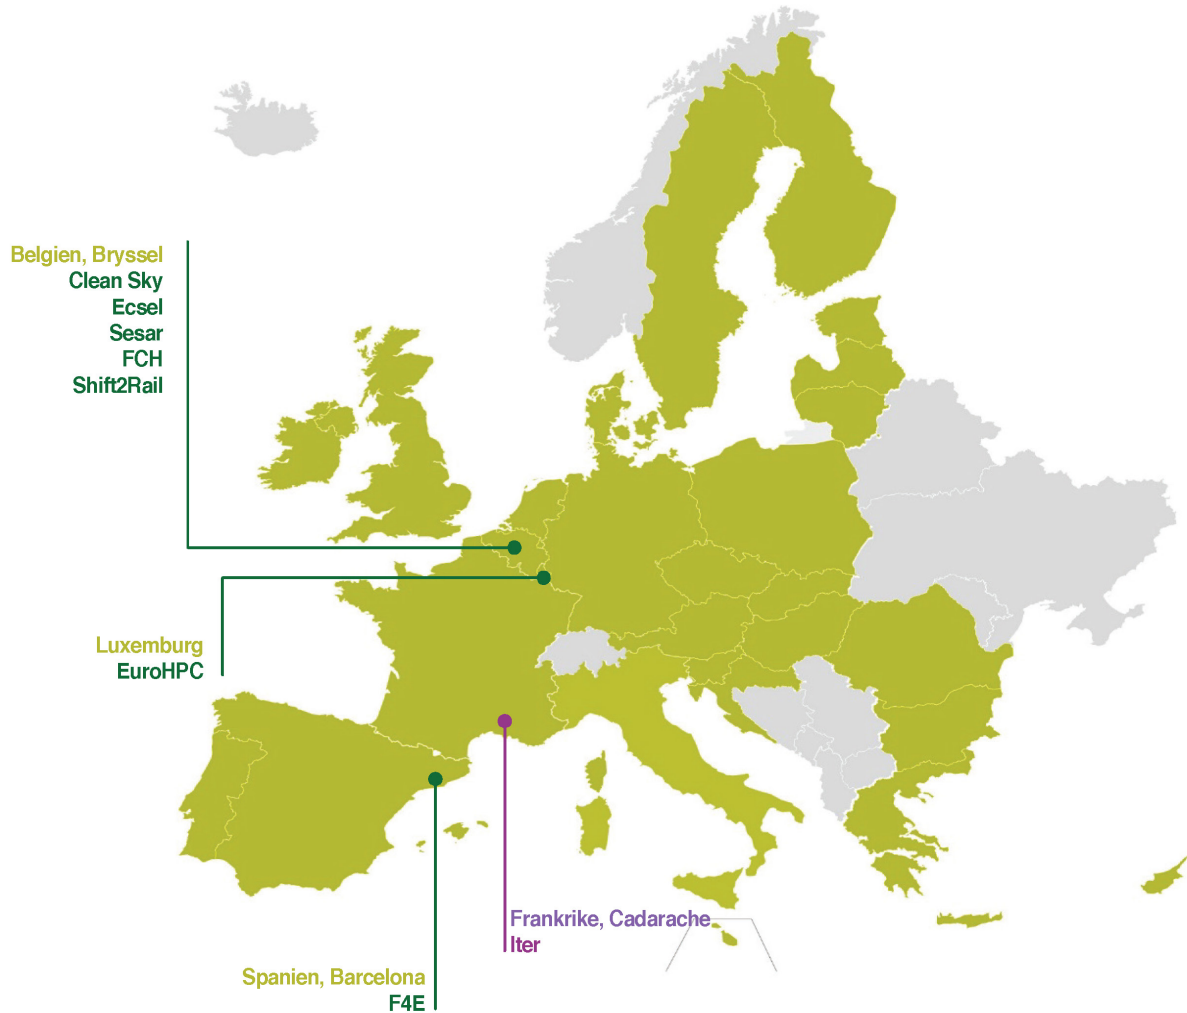 Belgien, Bryssel
Clean Sky
Ecsel
Sesar
FCH
Shift2Rail
Luxemburg
EuroHPC
Frankrike, Cadarache
Iter
Spanien, Barcelona
F4E